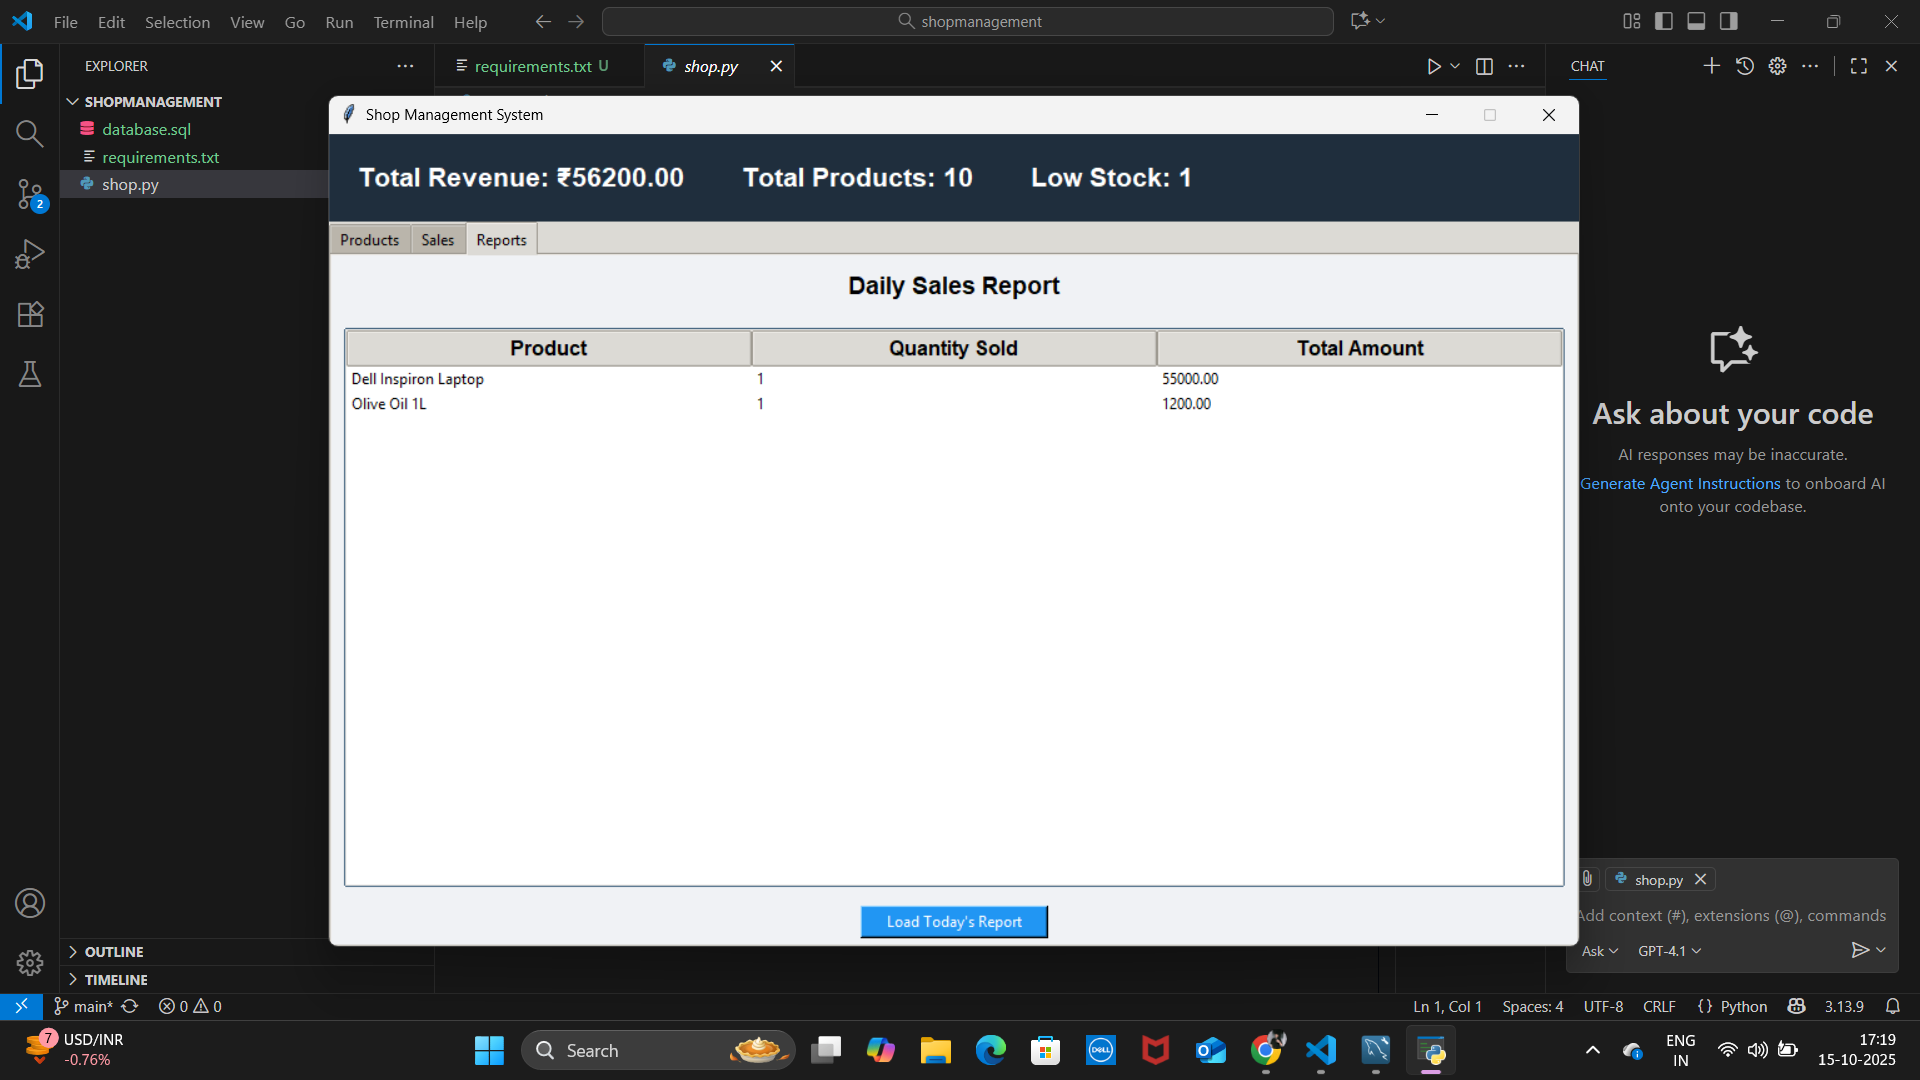 File Edit Selection View Go Run Terminal Help
shopmanagement
EXPLORER
SHOPMANAGEMENT
database.sql
requirements.txt
shop.py
2
requirements.txt U
shop.py
Shop Management System
Total Revenue: ₹56200.00 Total Products: 10 Low Stock: 1
Products Sales Reports
Daily Sales Report
Product Quantity Sold Total Amount
Dell Inspiron Laptop 1 55000.00
Olive Oil 1L 1 1200.00
Load Today's Report
CHAT
Ask about your code
AI responses may be inaccurate.
Generate Agent Instructions to onboard AI
onto your codebase.
shop.py
Add context (#), extensions (@), commands
Ask GPT-4.1
OUTLINE
TIMELINE
main* 0 0
Ln 1, Col 1 Spaces: 4 UTF-8 CRLF {} Python 3.13.9
7
USD/INR
-0.76%
Search
DELL
ENG
IN
17:19
15-10-2025